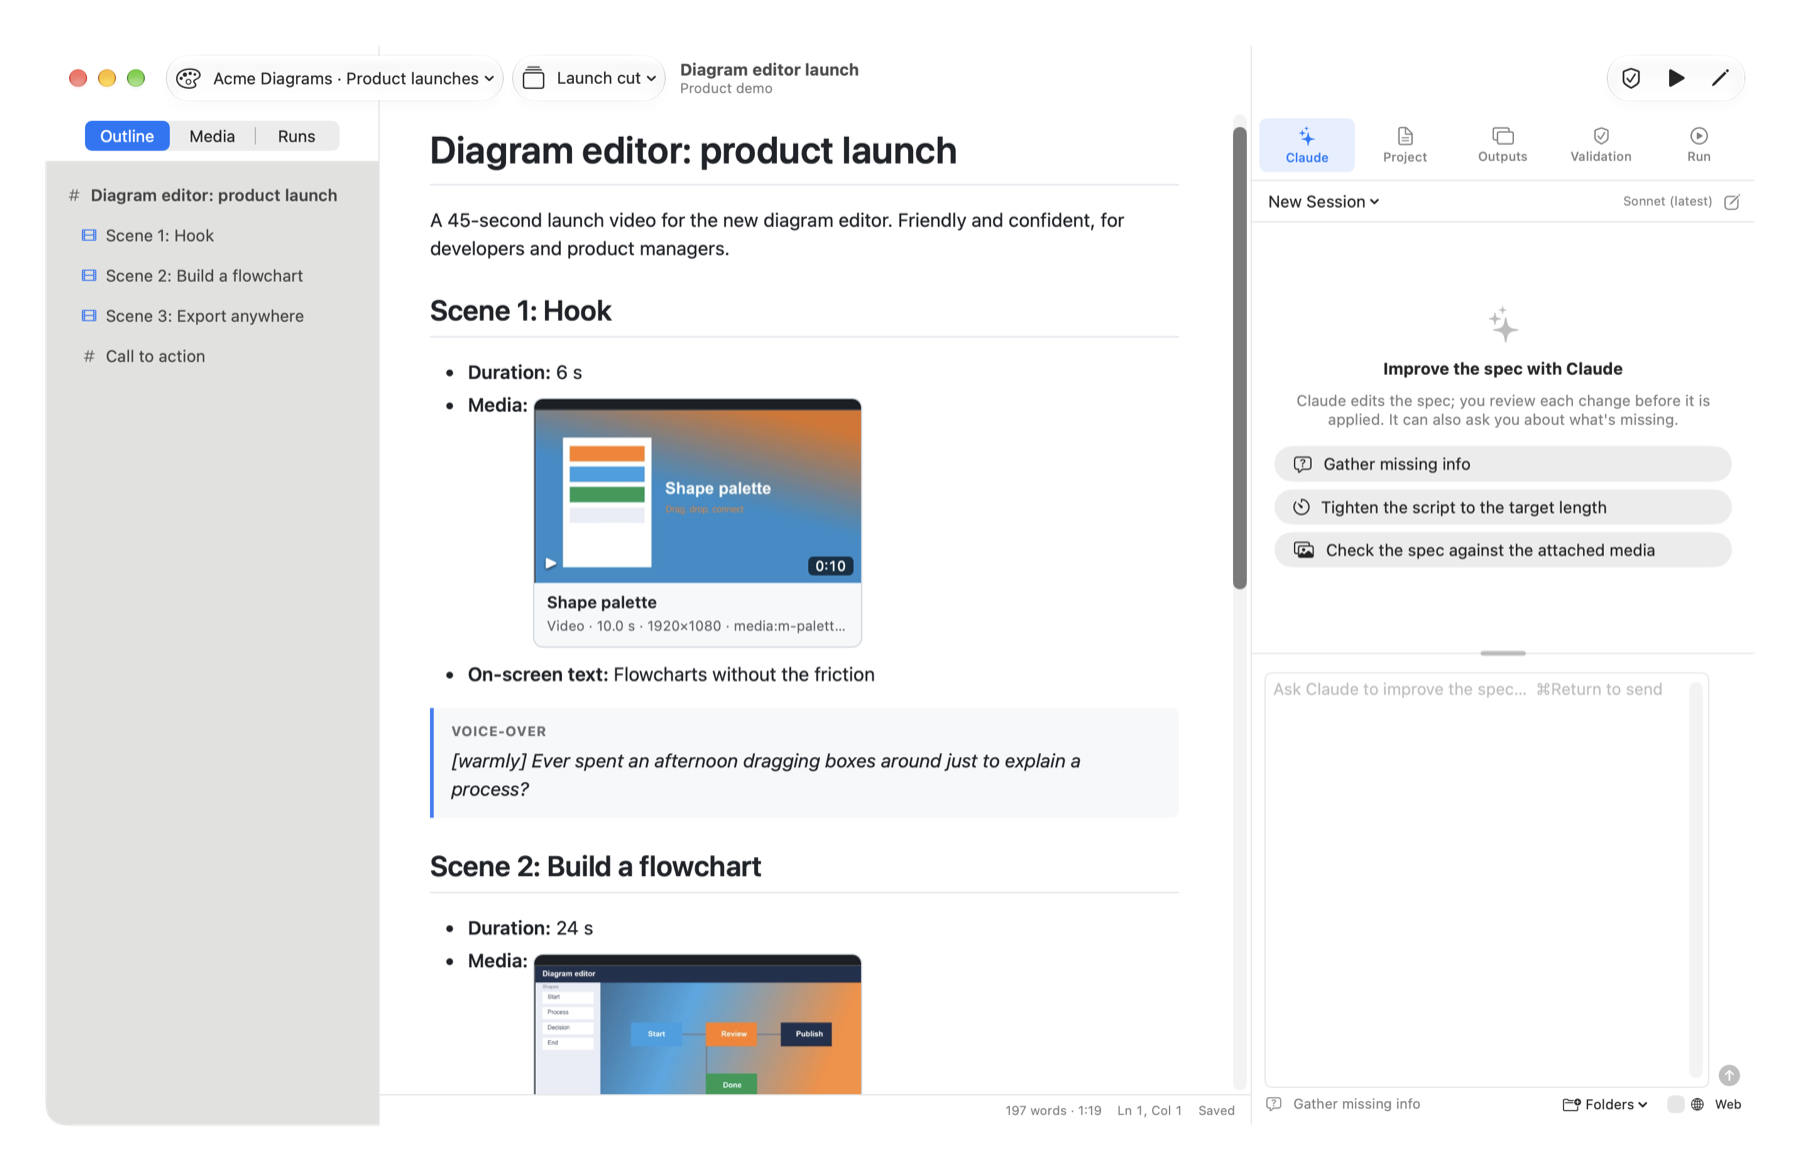 Acme Diagrams · Product launches
Launch cut
Diagram editor launch
Product demo
Outline
Media
Runs
# Diagram editor: product launch
Scene 1: Hook
Scene 2: Build a flowchart
Scene 3: Export anywhere
# Call to action
Diagram editor: product launch
A 45-second launch video for the new diagram editor. Friendly and confident, for
developers and product managers.
Scene 1: Hook
• Duration: 6 s
• Media:
Shape palette
Drag, drop, connect
0:10
Shape palette
Video · 10.0 s · 1920×1080 · media:m-palett...
• On-screen text: Flowcharts without the friction
VOICE-OVER
[warmly] Ever spent an afternoon dragging boxes around just to explain a
process?
Scene 2: Build a flowchart
• Duration: 24 s
• Media:
Diagram editor
Shapes
Start
Process
Decision
End
Start
Review
Publish
Done
197 words · 1:19
Ln 1, Col 1
Saved
Claude
Project
Outputs
Validation
Run
New Session
Sonnet (latest)
Improve the spec with Claude
Claude edits the spec; you review each change before it is
applied. It can also ask you about what's missing.
Gather missing info
Tighten the script to the target length
Check the spec against the attached media
Ask Claude to improve the spec... ⌘Return to send
Gather missing info
Folders
Web